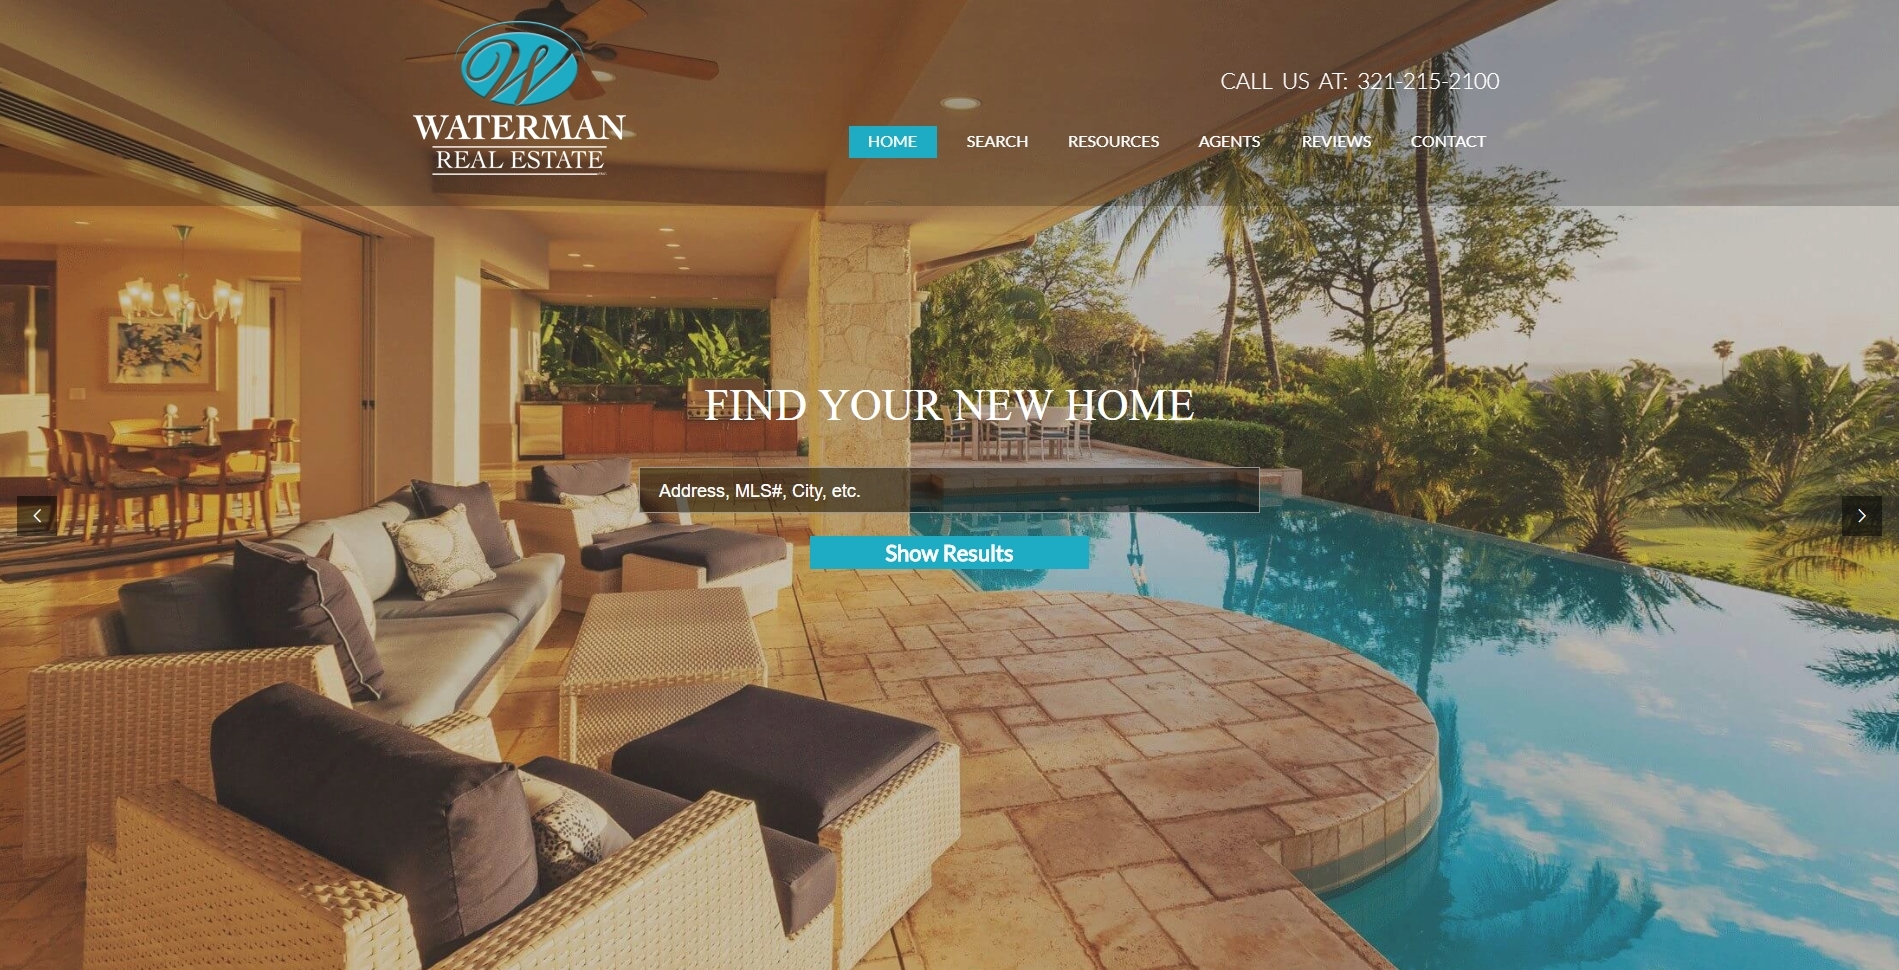 WATERMAN
REAL ESTATE
CALL US AT: 321-215-2100
HOME SEARCH RESOURCES AGENTS REVIEWS CONTACT
FIND YOUR NEW HOME
Address, MLS#, City, etc.
Show Results